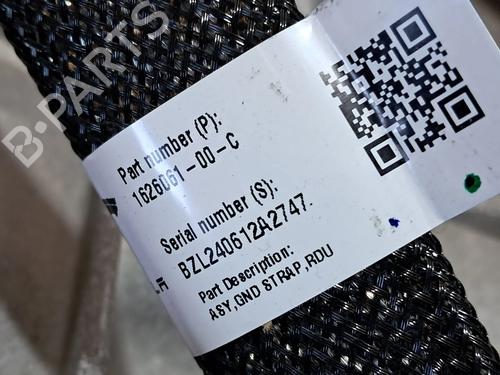 Part number (P):
1626061-00-C
Serial number (S):
BZL240612A2747.
Part Description:
ASY,GND STRAP,RDU
B-PARTS